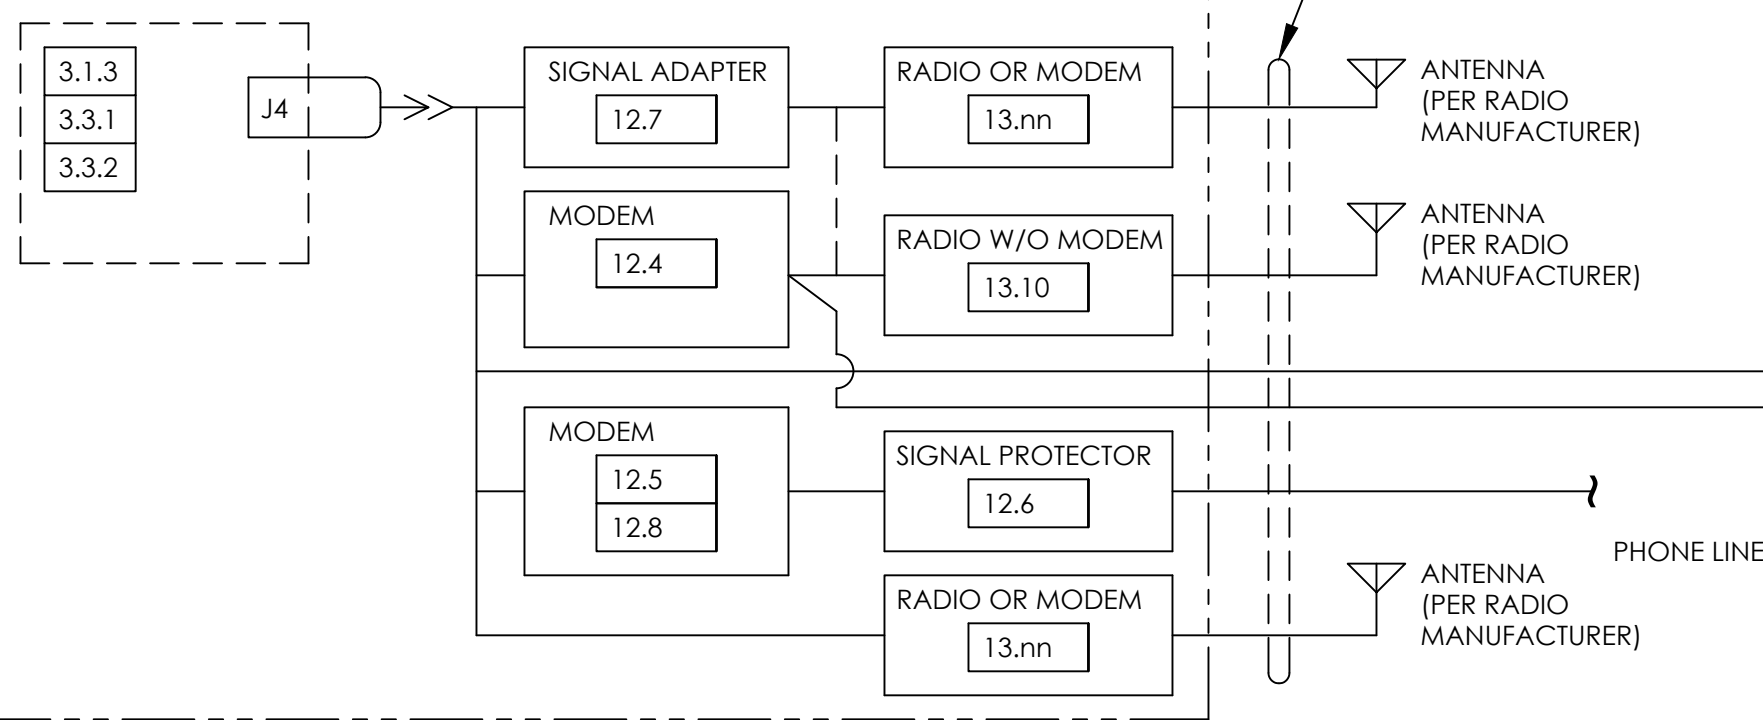 3.1.3
3.3.1
3.3.2
J4
SIGNAL ADAPTER
12.7
RADIO OR MODEM
13.nn
ANTENNA
(PER RADIO
MANUFACTURER)
MODEM
12.4
RADIO W/O MODEM
13.10
ANTENNA
(PER RADIO
MANUFACTURER)
MODEM
12.5
12.8
SIGNAL PROTECTOR
12.6
PHONE LINE
RADIO OR MODEM
13.nn
ANTENNA
(PER RADIO
MANUFACTURER)